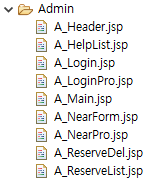 Admin
A_Header.jsp
A_HelpList.jsp
A_Login.jsp
A_LoginPro.jsp
A_Main.jsp
A_NearForm.jsp
A_NearPro.jsp
A_ReserveDel.jsp
A_ReserveList.jsp